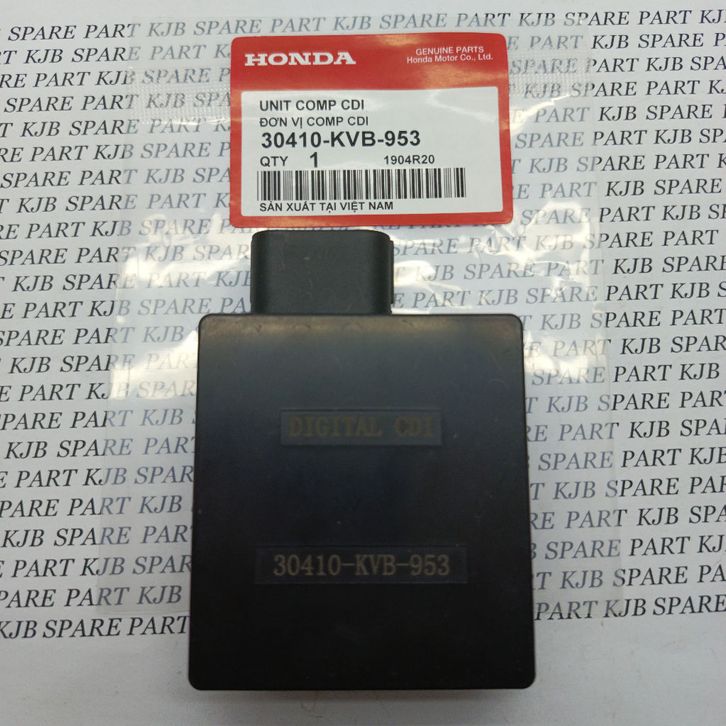 HONDA
GENUINE PARTS
Honda Motor Co., Ltd.
UNIT COMP CDI
ĐƠN VỊ COMP CDI
30410-KVB-953
QTY 1 1904R20
SẢN XUẤT TẠI VIỆT NAM
DIGITAL CDI
30410-KVB-953
KJB SPARE PART KJB SPARE PART KJB SPARE PART